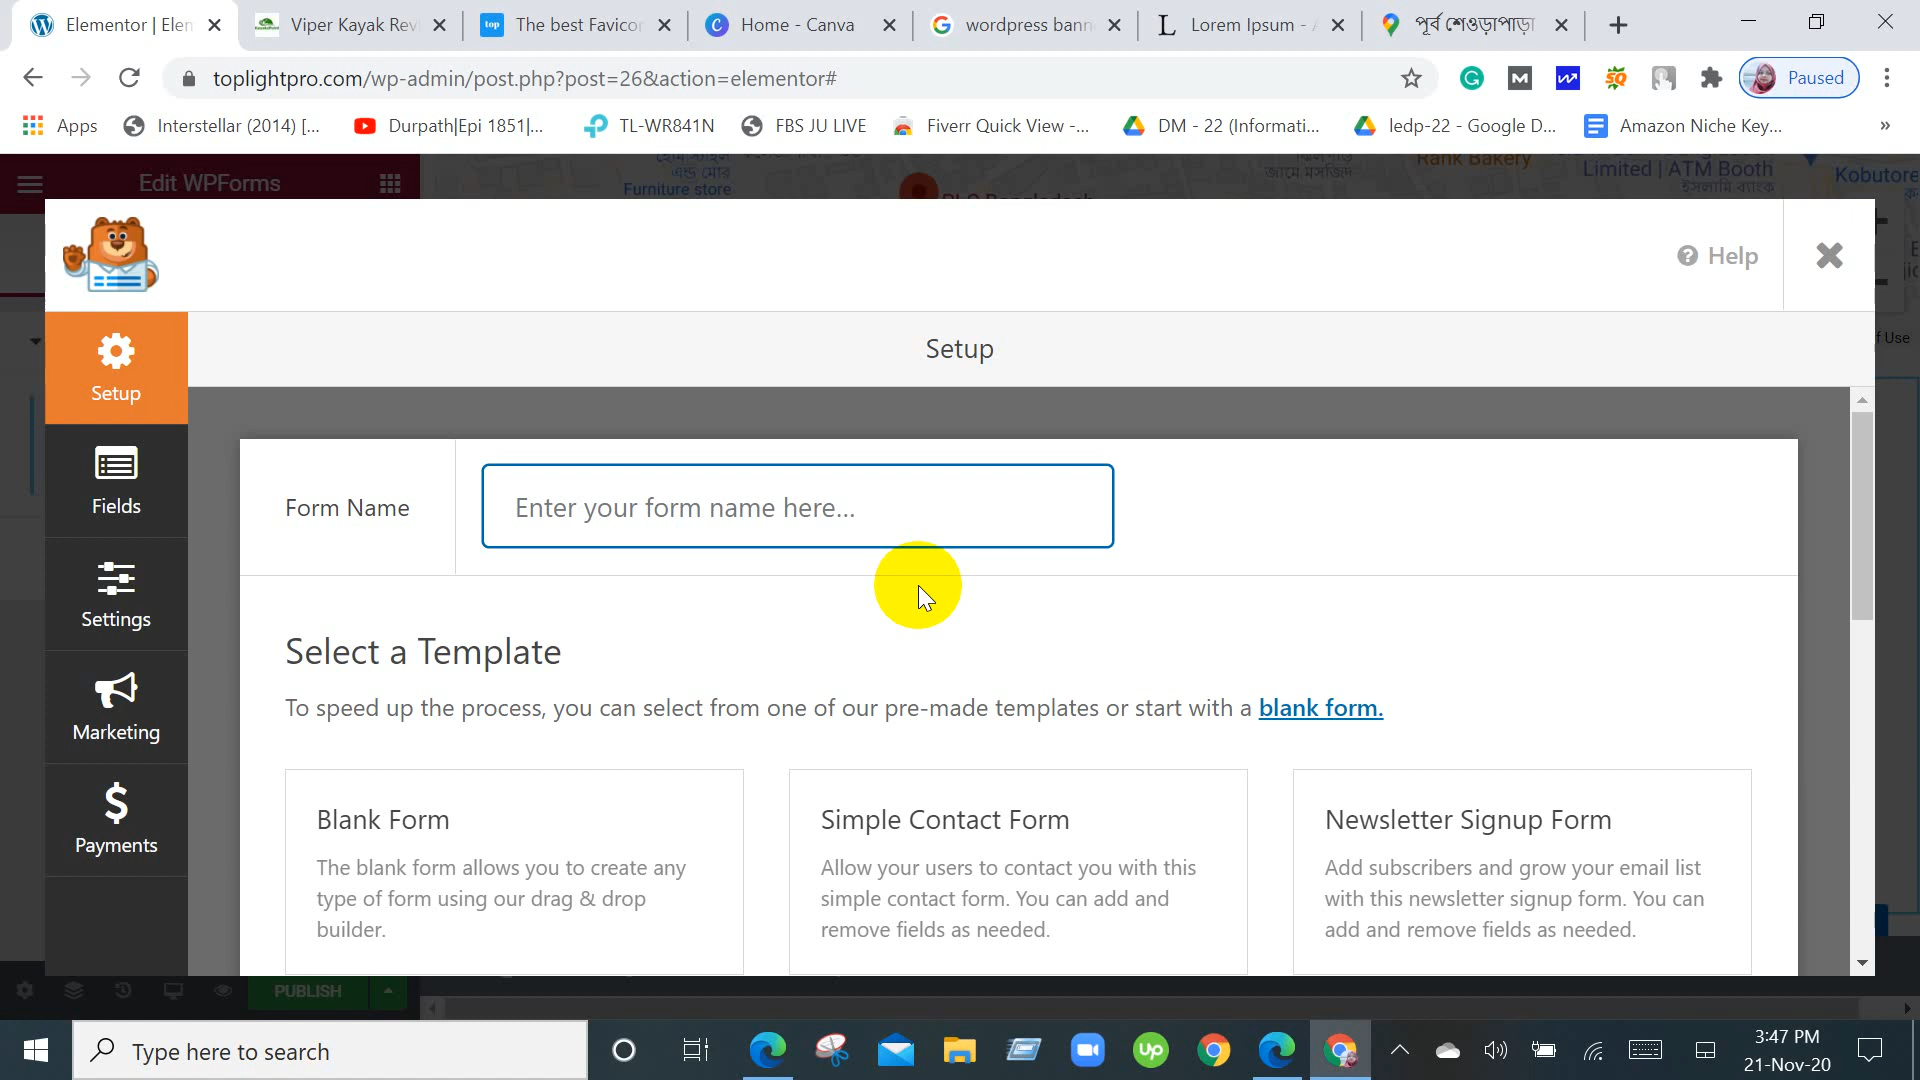 Elementor | Elen
Viper Kayak Rev
top
The best Favicon
Home - Canva
wordpress bann
Lorem Ipsum - A
পূর্ব শেওড়াপাড়া
toplightpro.com/wp-admin/post.php?post=26&action=elementor#
Paused
Apps
Interstellar (2014) [...
Durpath|Epi 1851|...
TL-WR841N
FBS JU LIVE
Fiverr Quick View -...
DM - 22 (Informati...
ledp-22 - Google D...
Amazon Niche Key...
»
Edit WPForms
Furniture store
Rank Bakery
Limited | ATM Booth
ইসলামি ব্যাংক
Kobutore
Help
f Use
Setup
Setup
Fields
Settings
Marketing
Payments
Form Name
Enter your form name here...
Select a Template
To speed up the process, you can select from one of our pre-made templates or start with a blank form.
Blank Form
The blank form allows you to create any
type of form using our drag & drop
builder.
Simple Contact Form
Allow your users to contact you with this
simple contact form. You can add and
remove fields as needed.
Newsletter Signup Form
Add subscribers and grow your email list
with this newsletter signup form. You can
add and remove fields as needed.
PUBLISH
Type here to search
Up
3:47 PM
21-Nov-20